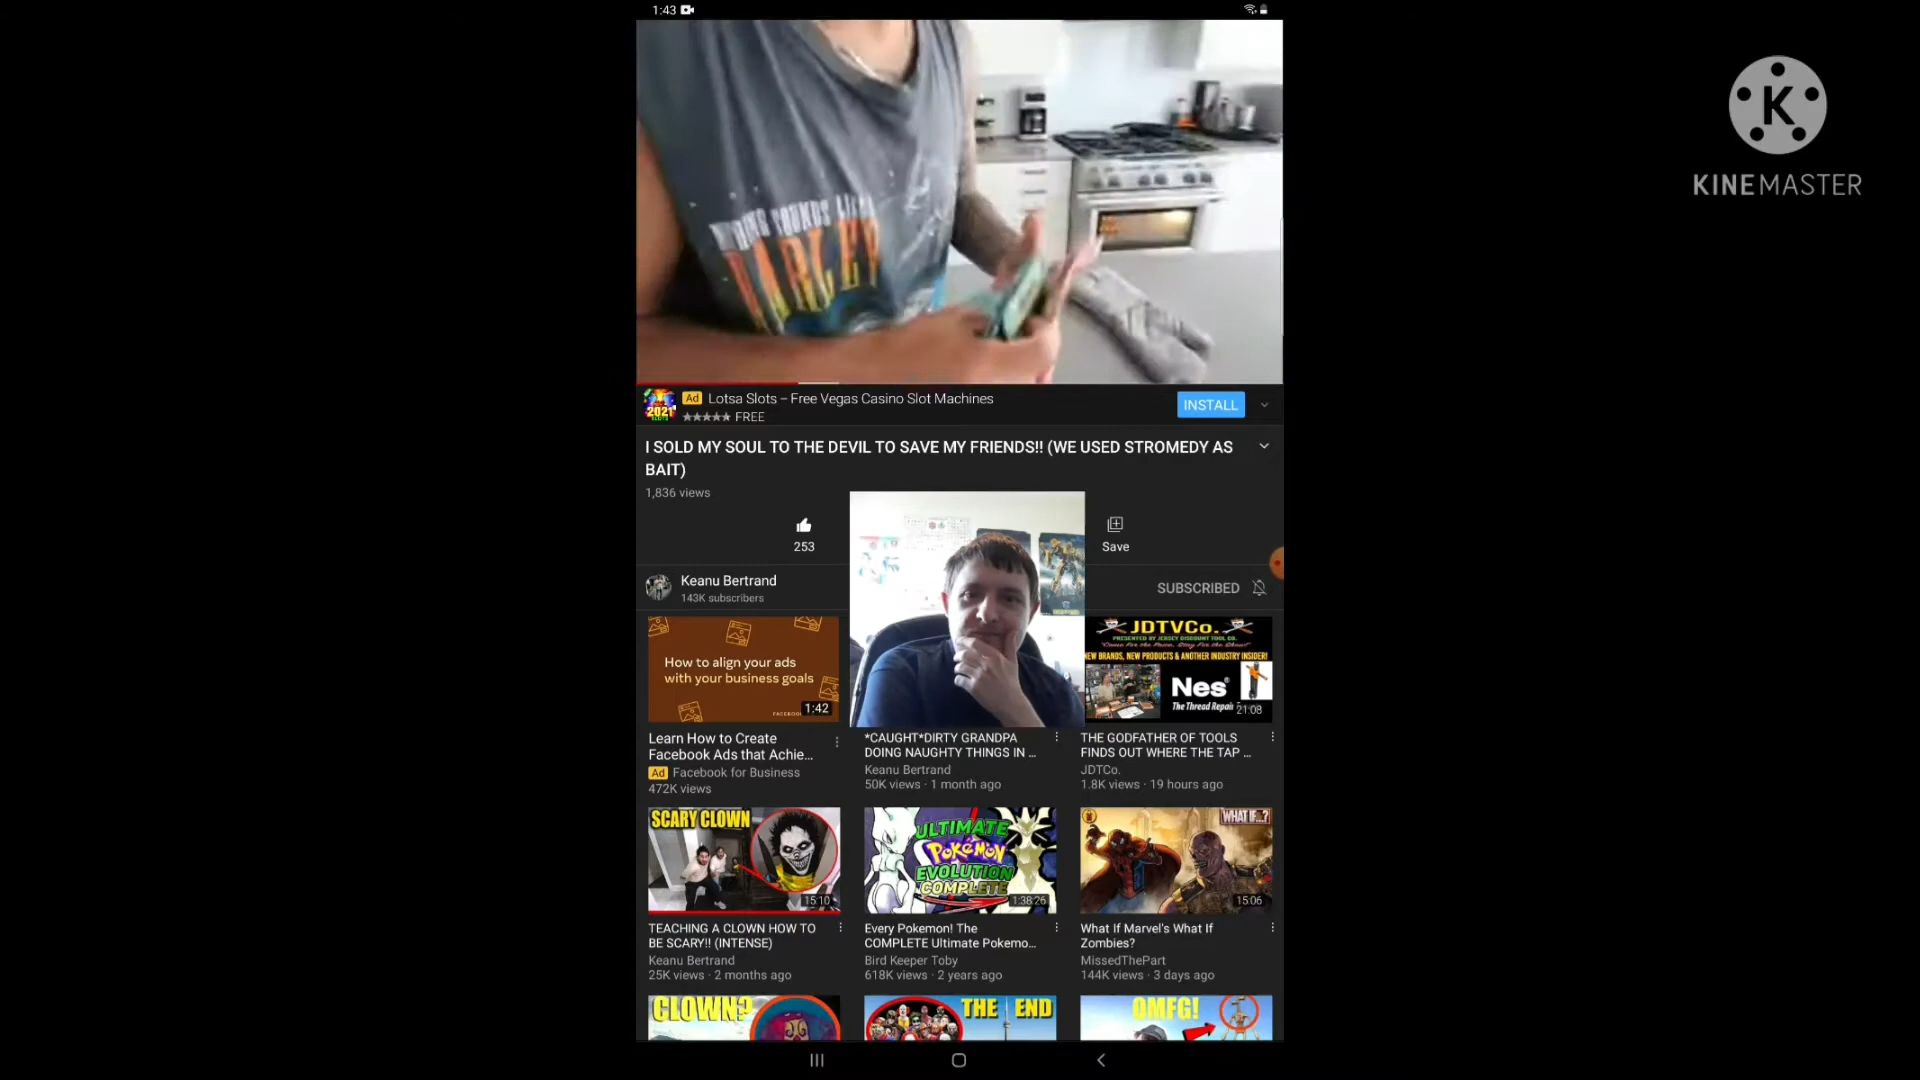 1:43
KINEMASTER
Ad Lotsa Slots – Free Vegas Casino Slot Machines
FREE
INSTALL
2021
I SOLD MY SOUL TO THE DEVIL TO SAVE MY FRIENDS!! (WE USED STROMEDY AS
BAIT)
1,836 views
253
Save
Keanu Bertrand
143K subscribers
SUBSCRIBED
How to align your ads
with your business goals
1:42
Learn How to Create
Facebook Ads that Achie...
Ad Facebook for Business
472K views
*CAUGHT*DIRTY GRANDPA
DOING NAUGHTY THINGS IN ...
Keanu Bertrand
50K views · 1 month ago
JDTVCo.
PRESENTED BY JERSEY DISCOUNT TOOL CO.
NEW BRANDS, NEW PRODUCTS & ANOTHER INDUSTRY INSIDER!
Nes
The Thread Repair
21:08
THE GODFATHER OF TOOLS
FINDS OUT WHERE THE TAP ...
JDTCo.
1.8K views · 19 hours ago
SCARY CLOWN
15:10
TEACHING A CLOWN HOW TO
BE SCARY!! (INTENSE)
Keanu Bertrand
25K views · 2 months ago
ULTIMATE
POKéMON
EVOLUTION
COMPLETE
1:38:26
Every Pokemon! The
COMPLETE Ultimate Pokemo...
Bird Keeper Toby
618K views · 2 years ago
WHAT IF...?
15:06
What If Marvel's What If
Zombies?
MissedThePart
144K views · 3 days ago
CLOWN?
THE END
OMFG!